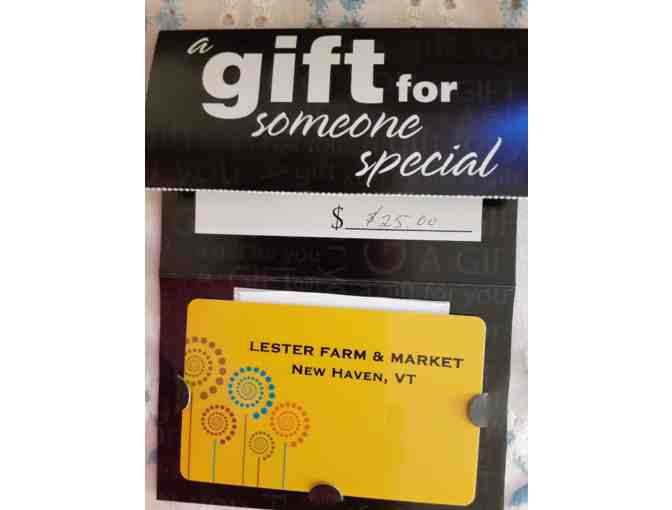 a
gift for
someone
special
$ $25.00
LESTER FARM & MARKET
NEW HAVEN, VT